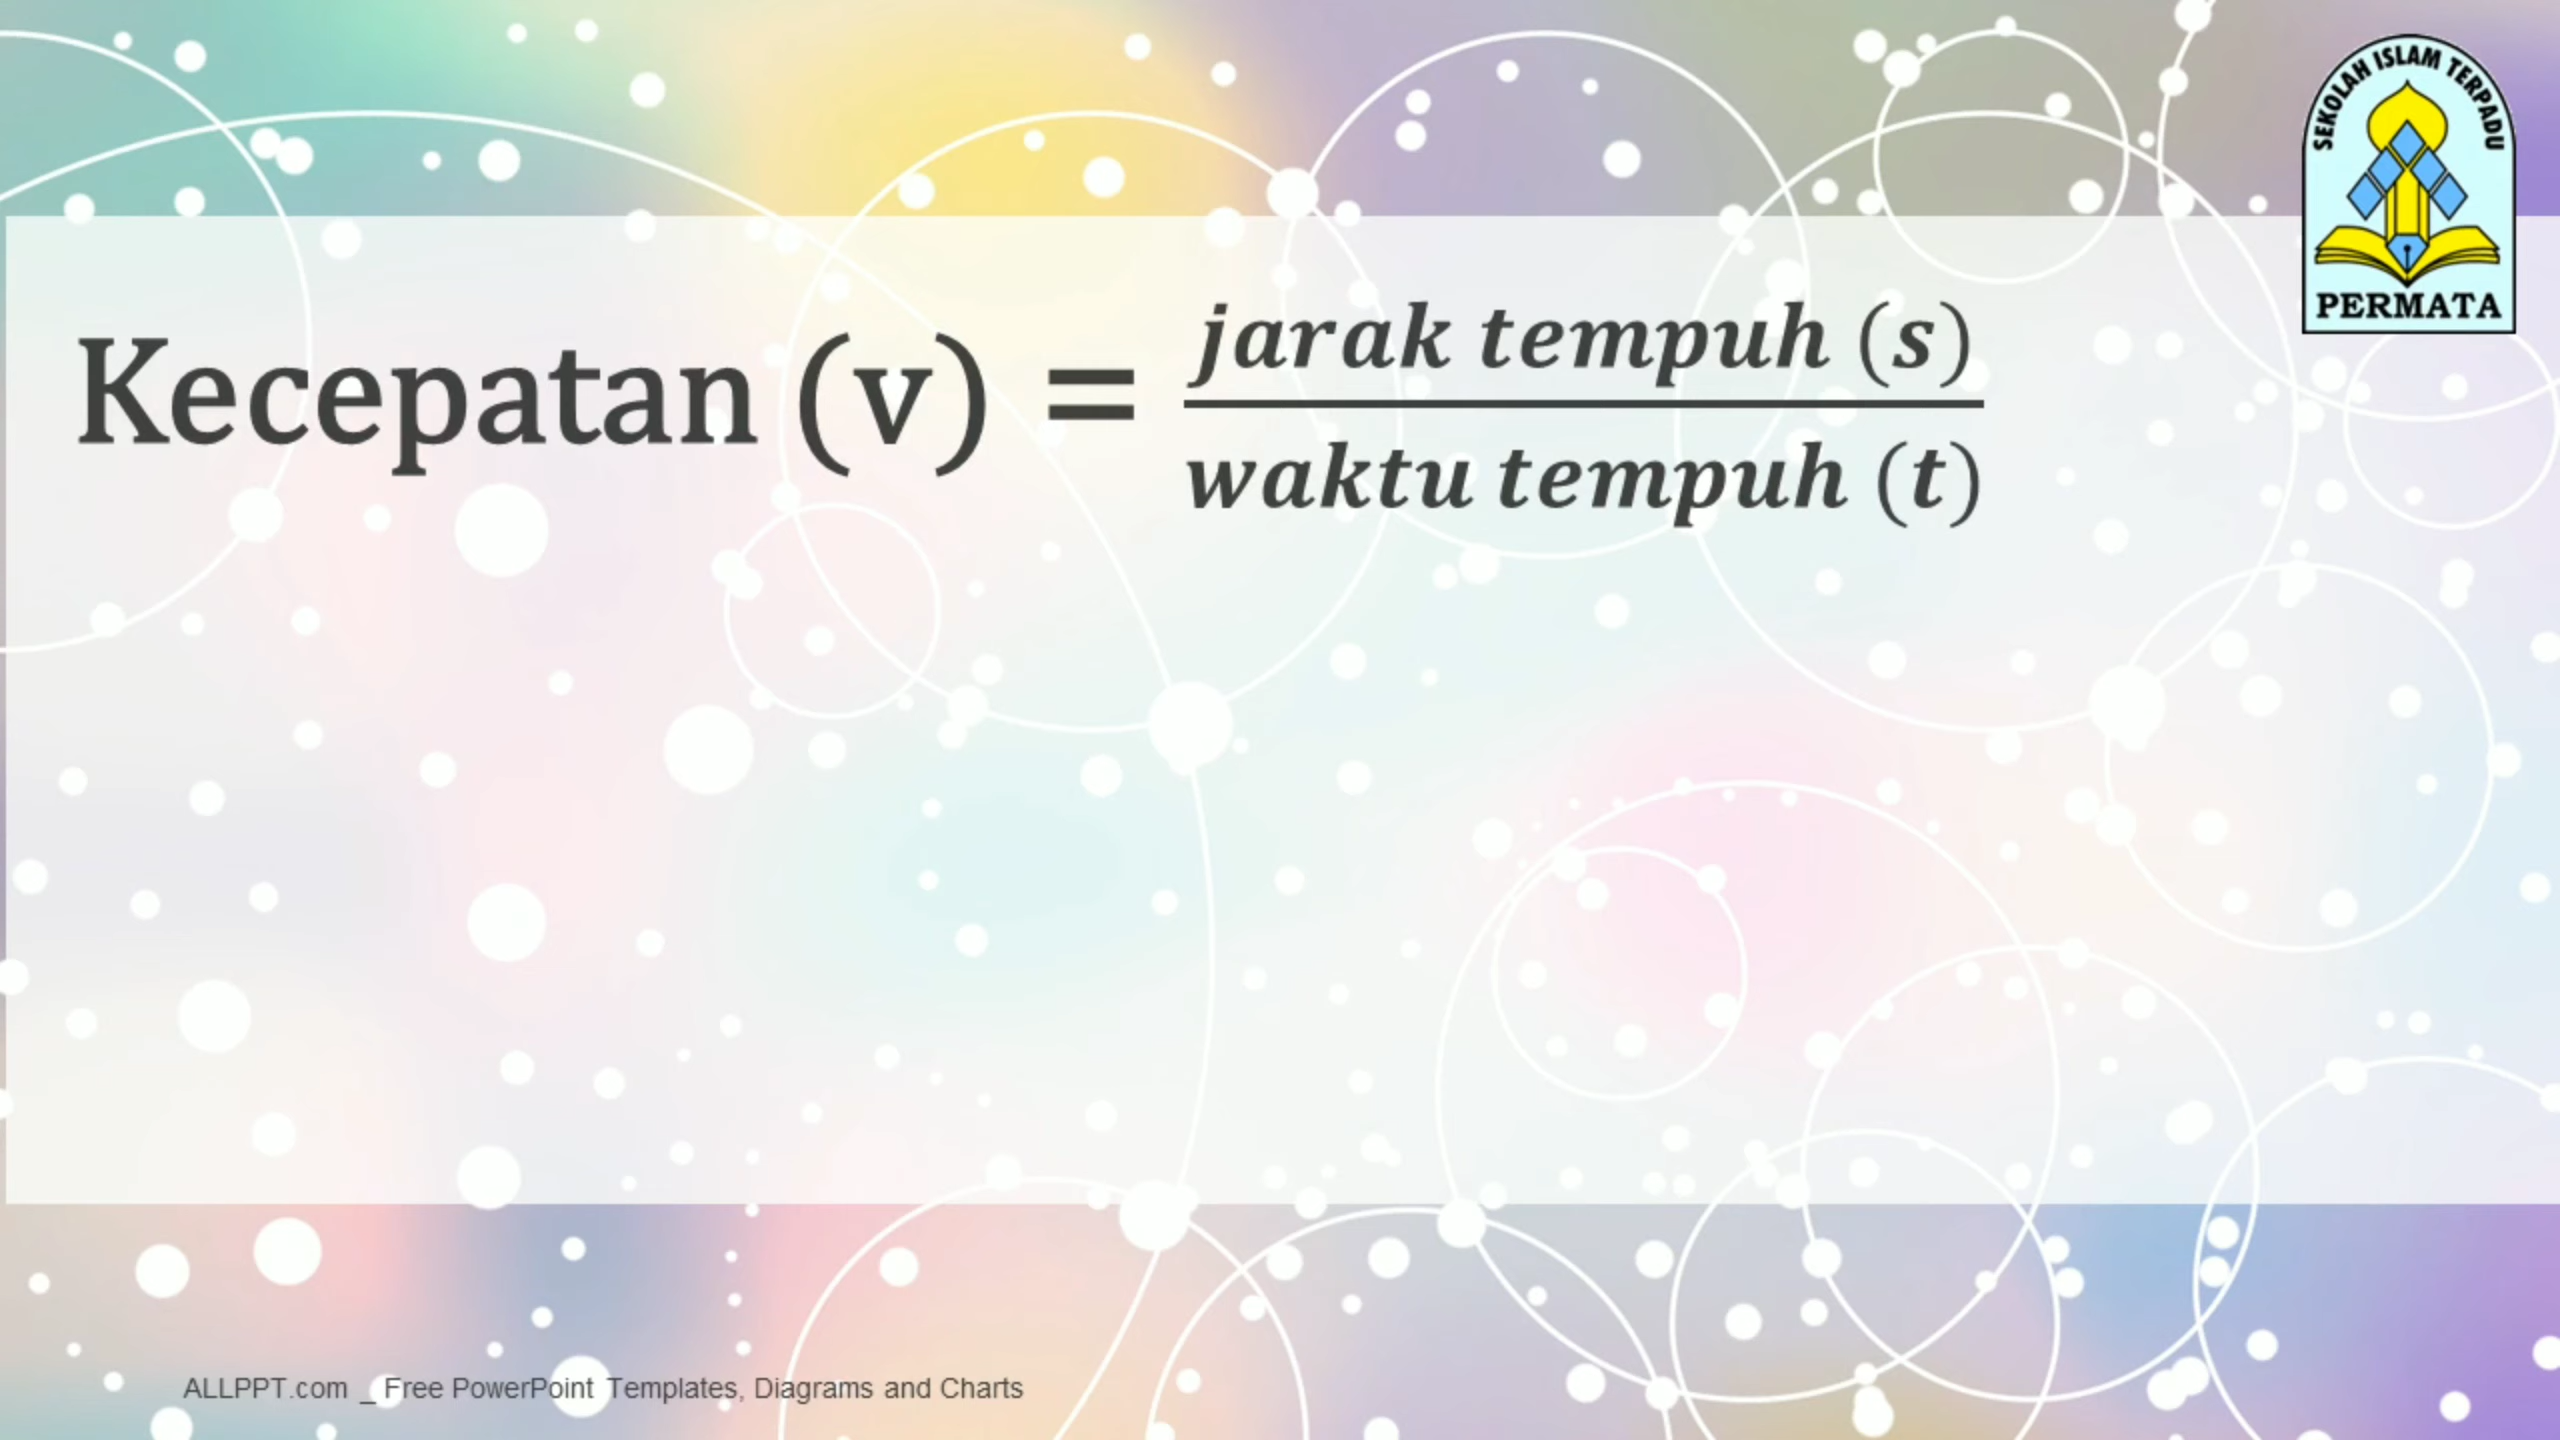 SEKOLAH ISLAM TERPADU
PERMATA
Kecepatan (v) = jarak tempuh (s)
waktu tempuh (t)
ALLPPT.com _ Free PowerPoint Templates, Diagrams and Charts